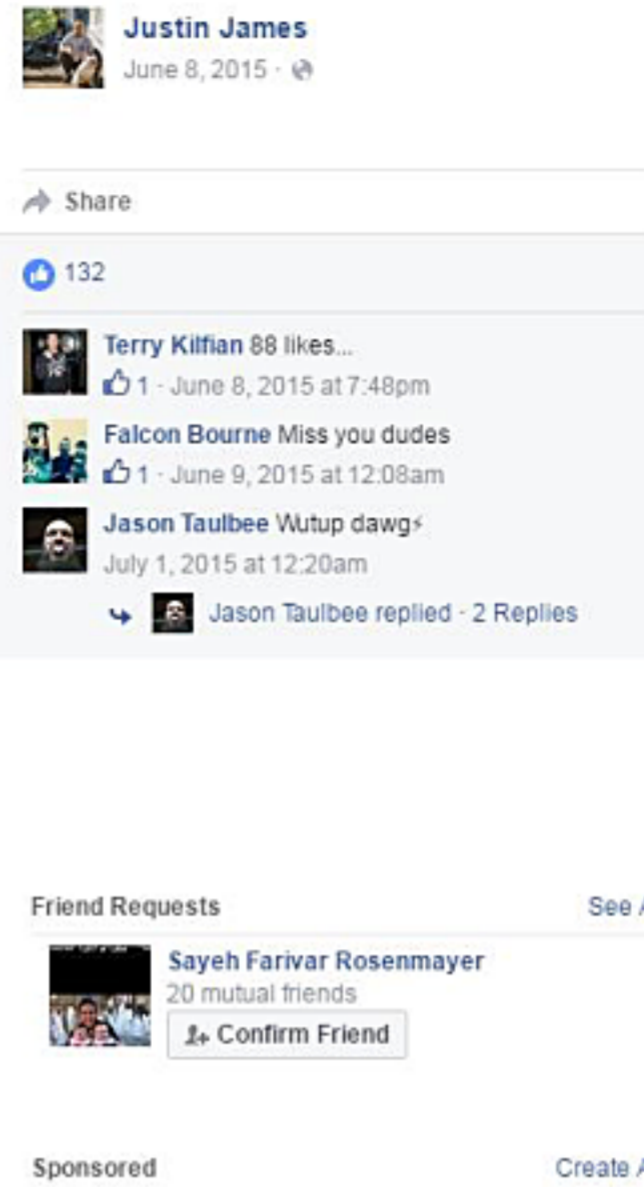 Justin James
June 8, 2015 ·
Share
132
Terry Kilfian 88 likes...
1 · June 8, 2015 at 7:48pm
Falcon Bourne Miss you dudes
1 · June 9, 2015 at 12:08am
Jason Taulbee Wutup dawg⚡
July 1, 2015 at 12:20am
Jason Taulbee replied · 2 Replies
Friend Requests
See A
Sayeh Farivar Rosenmayer
20 mutual friends
Confirm Friend
Sponsored
Create A